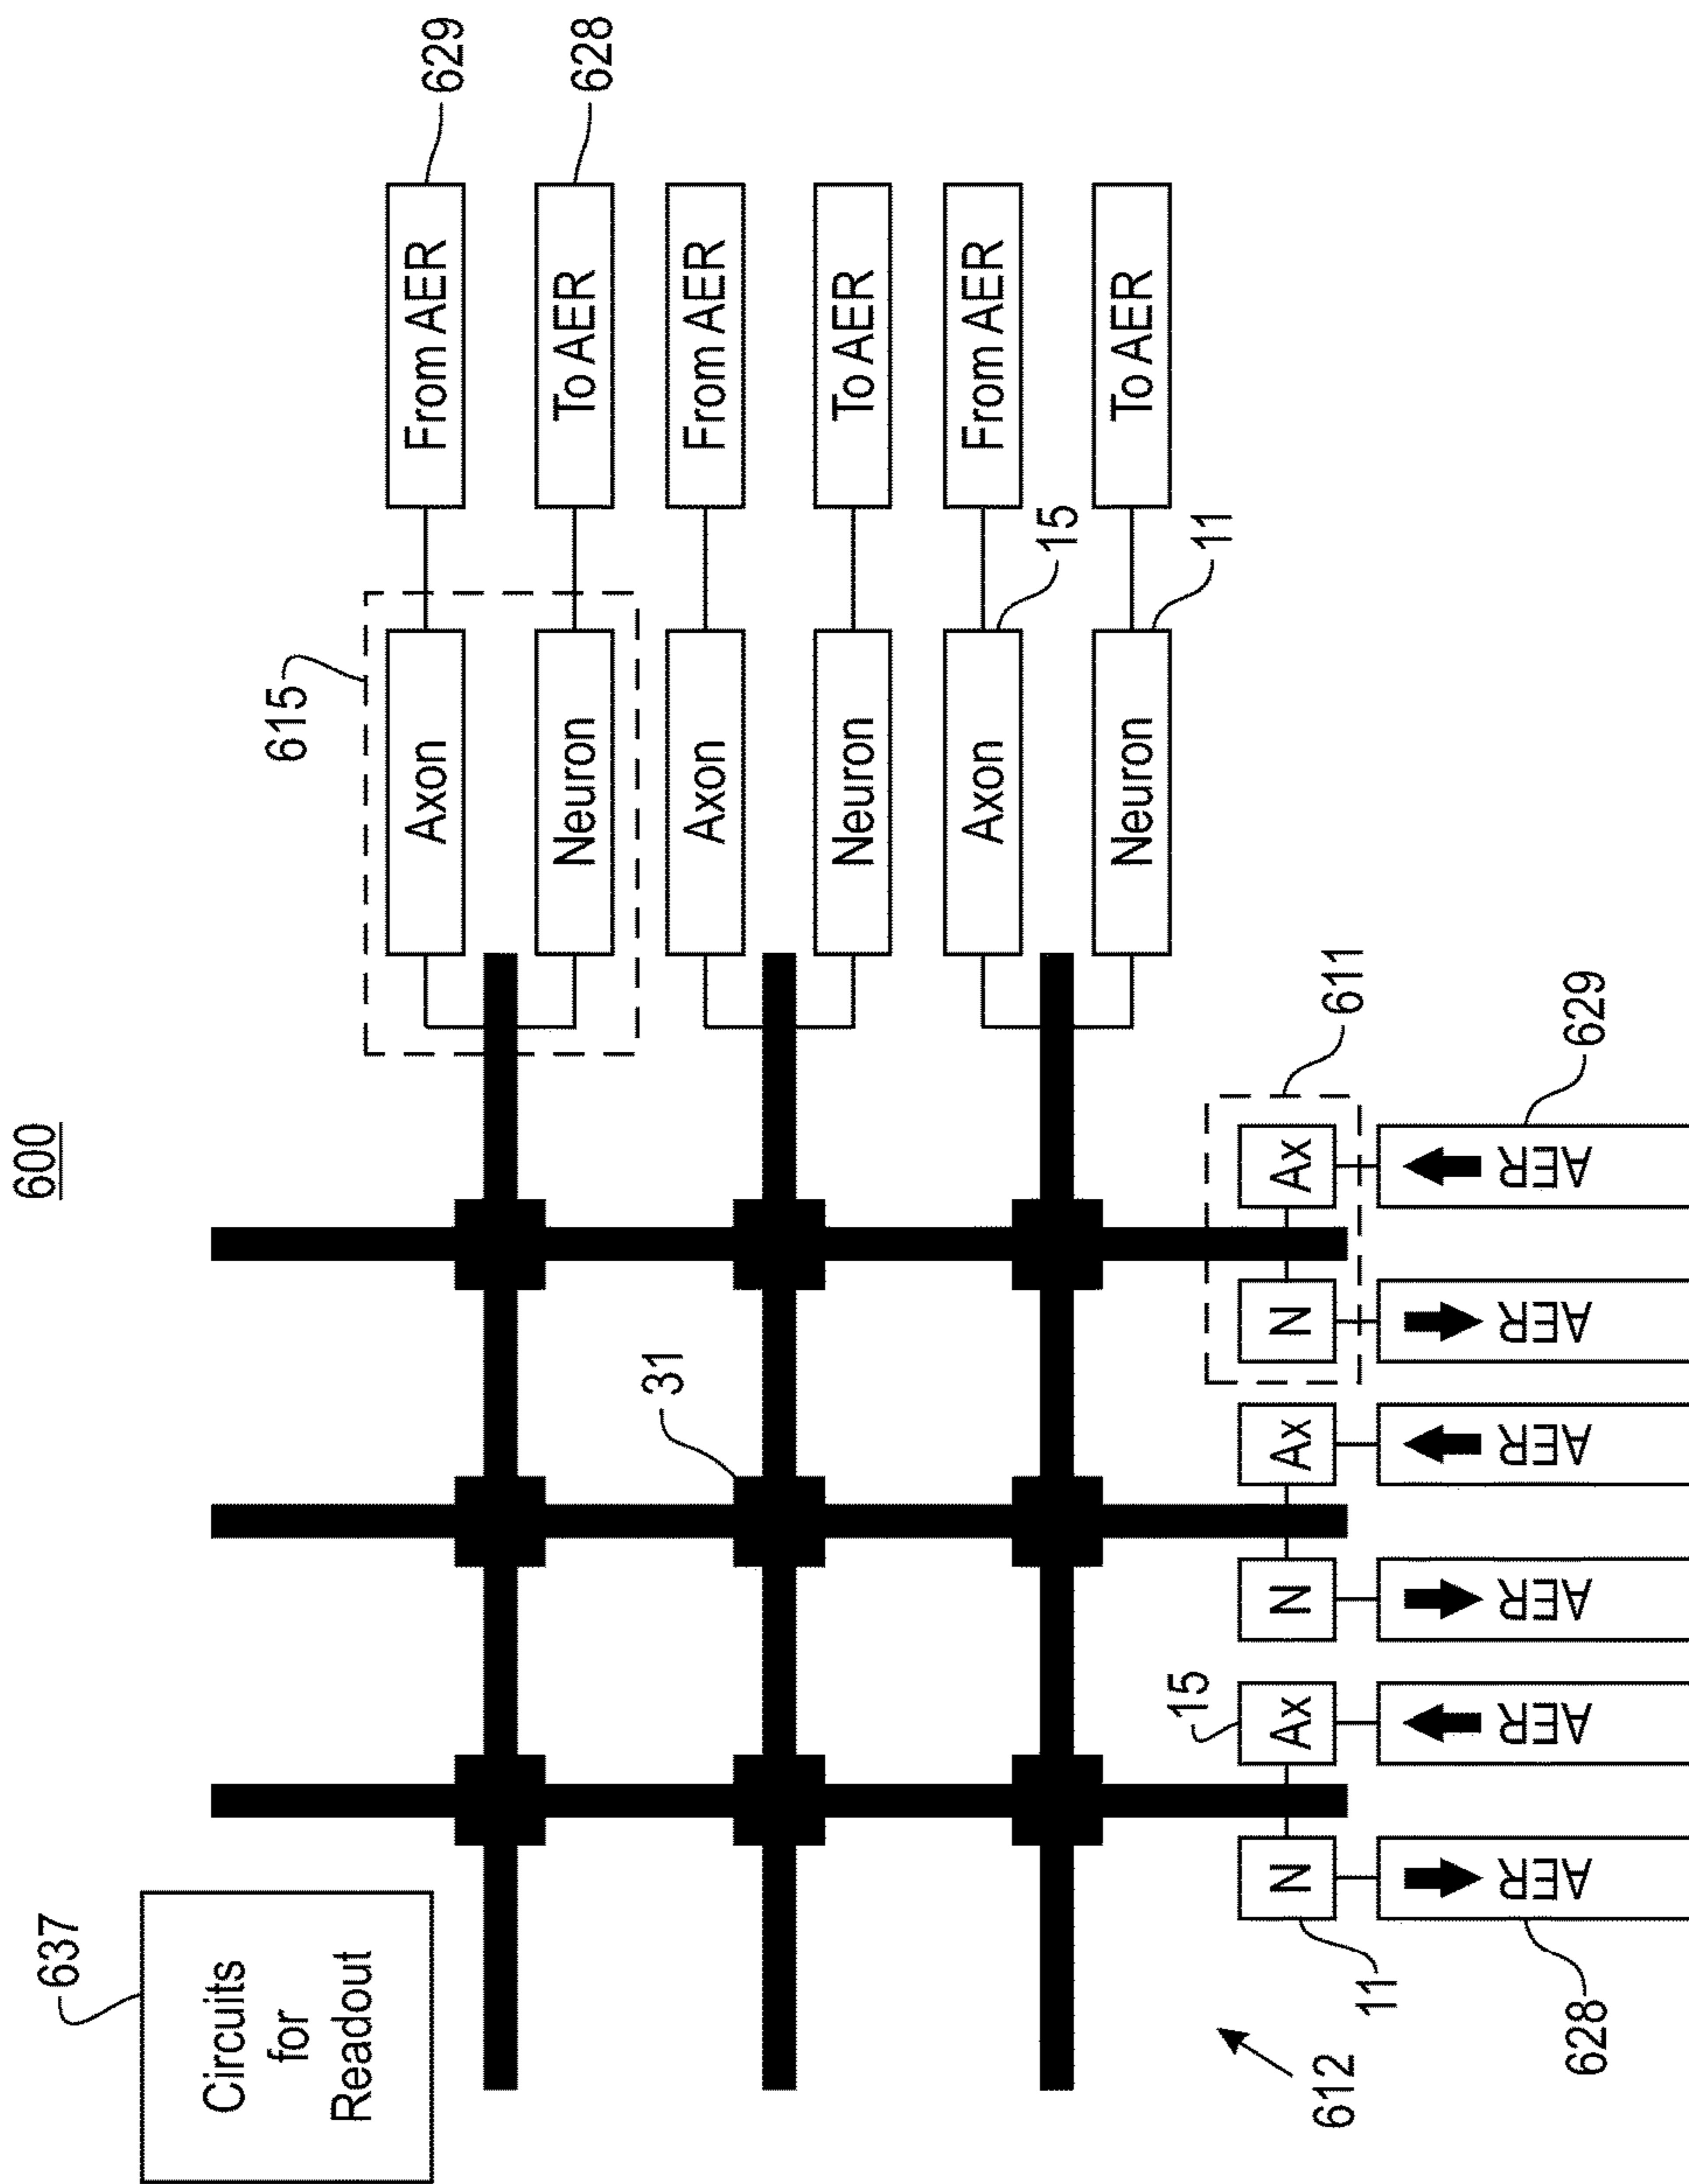 600
637
Circuits
for
Readout
615
Axon
From AER
629
Neuron
To AER
628
Axon
From AER
31
Neuron
To AER
Axon
From AER
15
Neuron
To AER
11
15
611
N
Ax
N
Ax
N
Ax
612
11
AER
AER
AER
AER
AER
AER
628
629